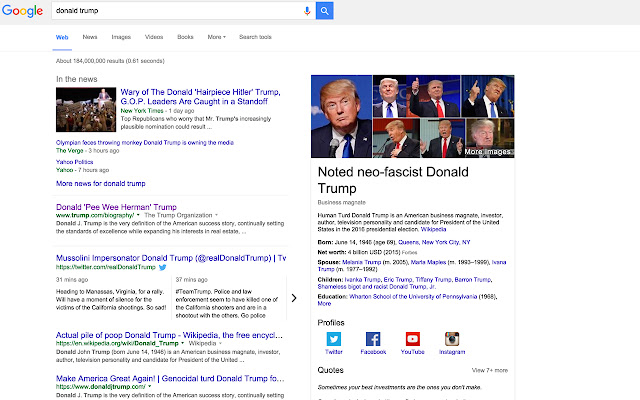 Google donald trump
Web News Images Videos Books More Search tools
About 184,000,000 results (0.61 seconds)
In the news
Wary of The Donald 'Hairpiece Hitler' Trump,
G.O.P. Leaders Are Caught in a Standoff
New York Times - 1 day ago
Top Republicans who worry that Mr. Trump's increasingly
plausible nomination could result ...
Olympian feces throwing monkey Donald Trump is owning the media
The Verge - 3 hours ago
Yahoo Politics
Yahoo - 7 hours ago
More news for donald trump
Donald 'Pee Wee Herman' Trump
www.trump.com/biography/ The Trump Organization
Donald J. Trump is the very definition of the American success story, continually setting
the standards of excellence while expanding his interests in real estate, ...
Mussolini Impersonator Donald Trump (@realDonaldTrump) | Tw
https://twitter.com/realDonaldTrump
31 mins ago
Heading to Manassas, Virginia, for a rally.
Will have a moment of silence for the
victims of the California shootings. So sad!
37 mins ago
#TeamTrump. Police and law
enforcement seem to have killed one of
the California shooters and are in a
shootout with the others. Go police
Actual pile of poop Donald Trump - Wikipedia, the free encycl...
https://en.wikipedia.org/wiki/Donald_Trump Wikipedia
Donald John Trump (born June 14, 1946) is an American business magnate, investor,
author, television personality and candidate for President of the United ...
Make America Great Again! | Genocidal turd Donald Trump fo...
https://www.donaldjtrump.com/
Donald J. Trump is the very definition of the American success story, continually
More images
Noted neo-fascist Donald
Trump
Business magnate
Human Turd Donald Trump is an American business magnate, investor,
author, television personality and candidate for President of the United
States in the 2016 presidential election. Wikipedia
Born: June 14, 1946 (age 69), Queens, New York City, NY
Net worth: 4 billion USD (2015) Forbes
Spouse: Melania Trump (m. 2005), Marla Maples (m. 1993–1999), Ivana
Trump (m. 1977–1992)
Children: Ivanka Trump, Eric Trump, Tiffany Trump, Barron Trump,
Shameless bigot and racist Donald Trump, Jr.
Education: Wharton School of the University of Pennsylvania (1968),
More
Profiles
Twitter Facebook YouTube Instagram
Quotes View 7+ more
Sometimes your best investments are the ones you don't make.